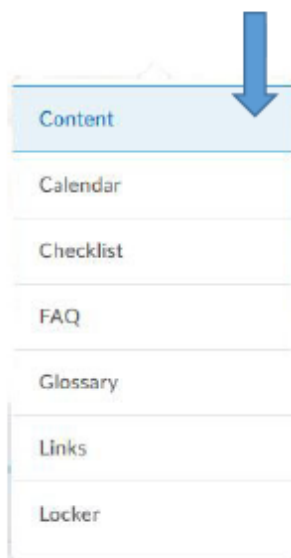 Content
Calendar
Checklist
FAQ
Glossary
Links
Locker